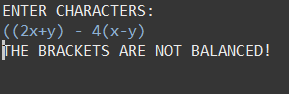 ENTER CHARACTERS:
((2x+y) - 4(x-y)
THE BRACKETS ARE NOT BALANCED!